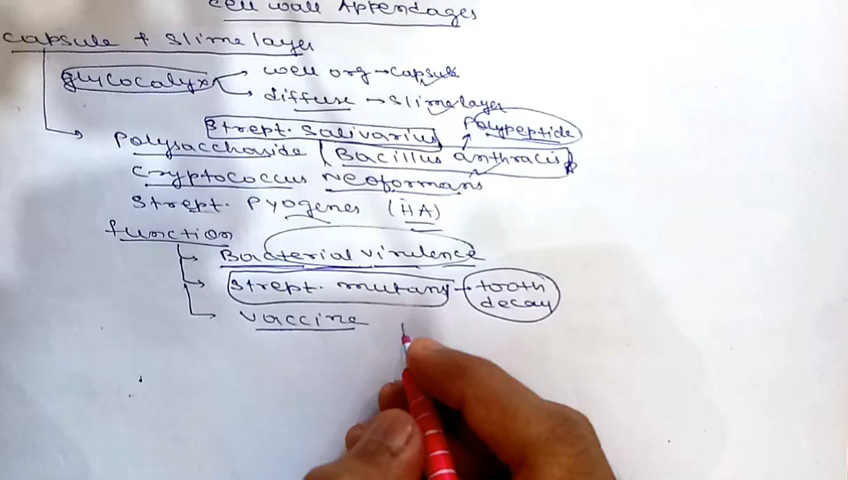 Cell wall Appendages
Capsule + Slime layer
glycocalyx
well org → capsule
diffuse → slime layer
Strept. Salivarius
Polypeptide
Polysaccharide (Bacillus anthracis)
Cryptococcus Neoformans
Strept. Pyogenes (HA)
function
Bacterial virulence
Strept. mutans → tooth decay
vaccine